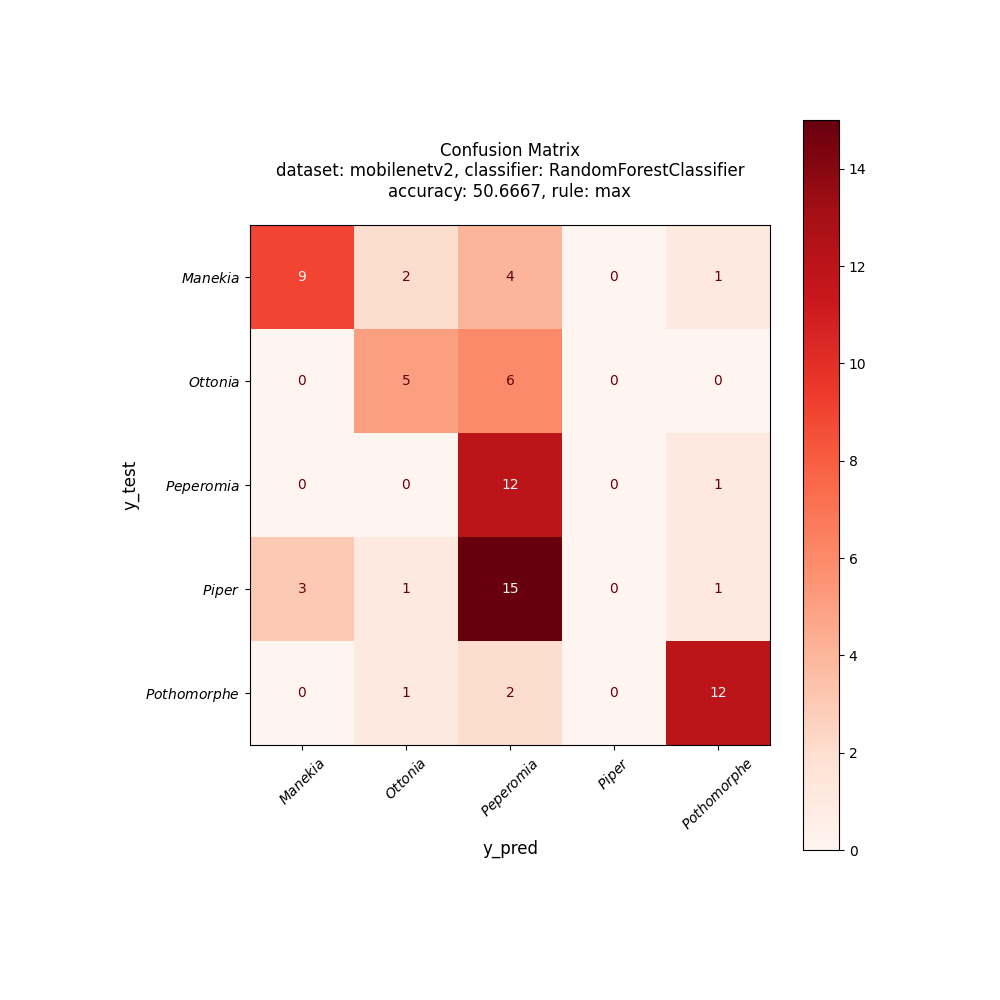 Confusion Matrix
dataset: mobilenetv2, classifier: RandomForestClassifier
accuracy: 50.6667, rule: max
14
12
10
8
6
4
2
0
y_test
Manekia 9 2 4 0 1
Ottonia 0 5 6 0 0
Peperomia 0 0 12 0 1
Piper 3 1 15 0 1
Pothomorphe 0 1 2 0 12
Manekia Ottonia Peperomia Piper Pothomorphe
y_pred